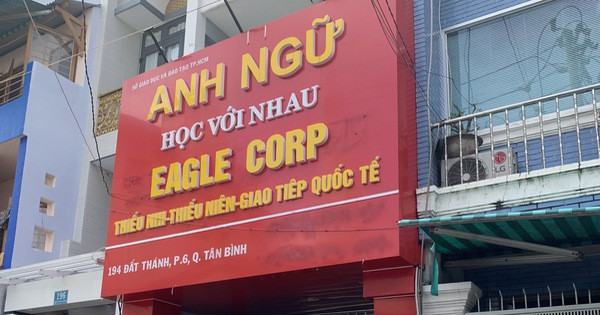 SỞ GIÁO DỤC VÀ ĐÀO TẠO TP.HCM
ANH NGỮ
HỌC VỚI NHAU
EAGLE CORP
THIẾU NHI-THIẾU NIÊN-GIAO TIẾP QUỐC TẾ
194 ĐẤT THÁNH, P.6, Q. TÂN BÌNH
196
LG